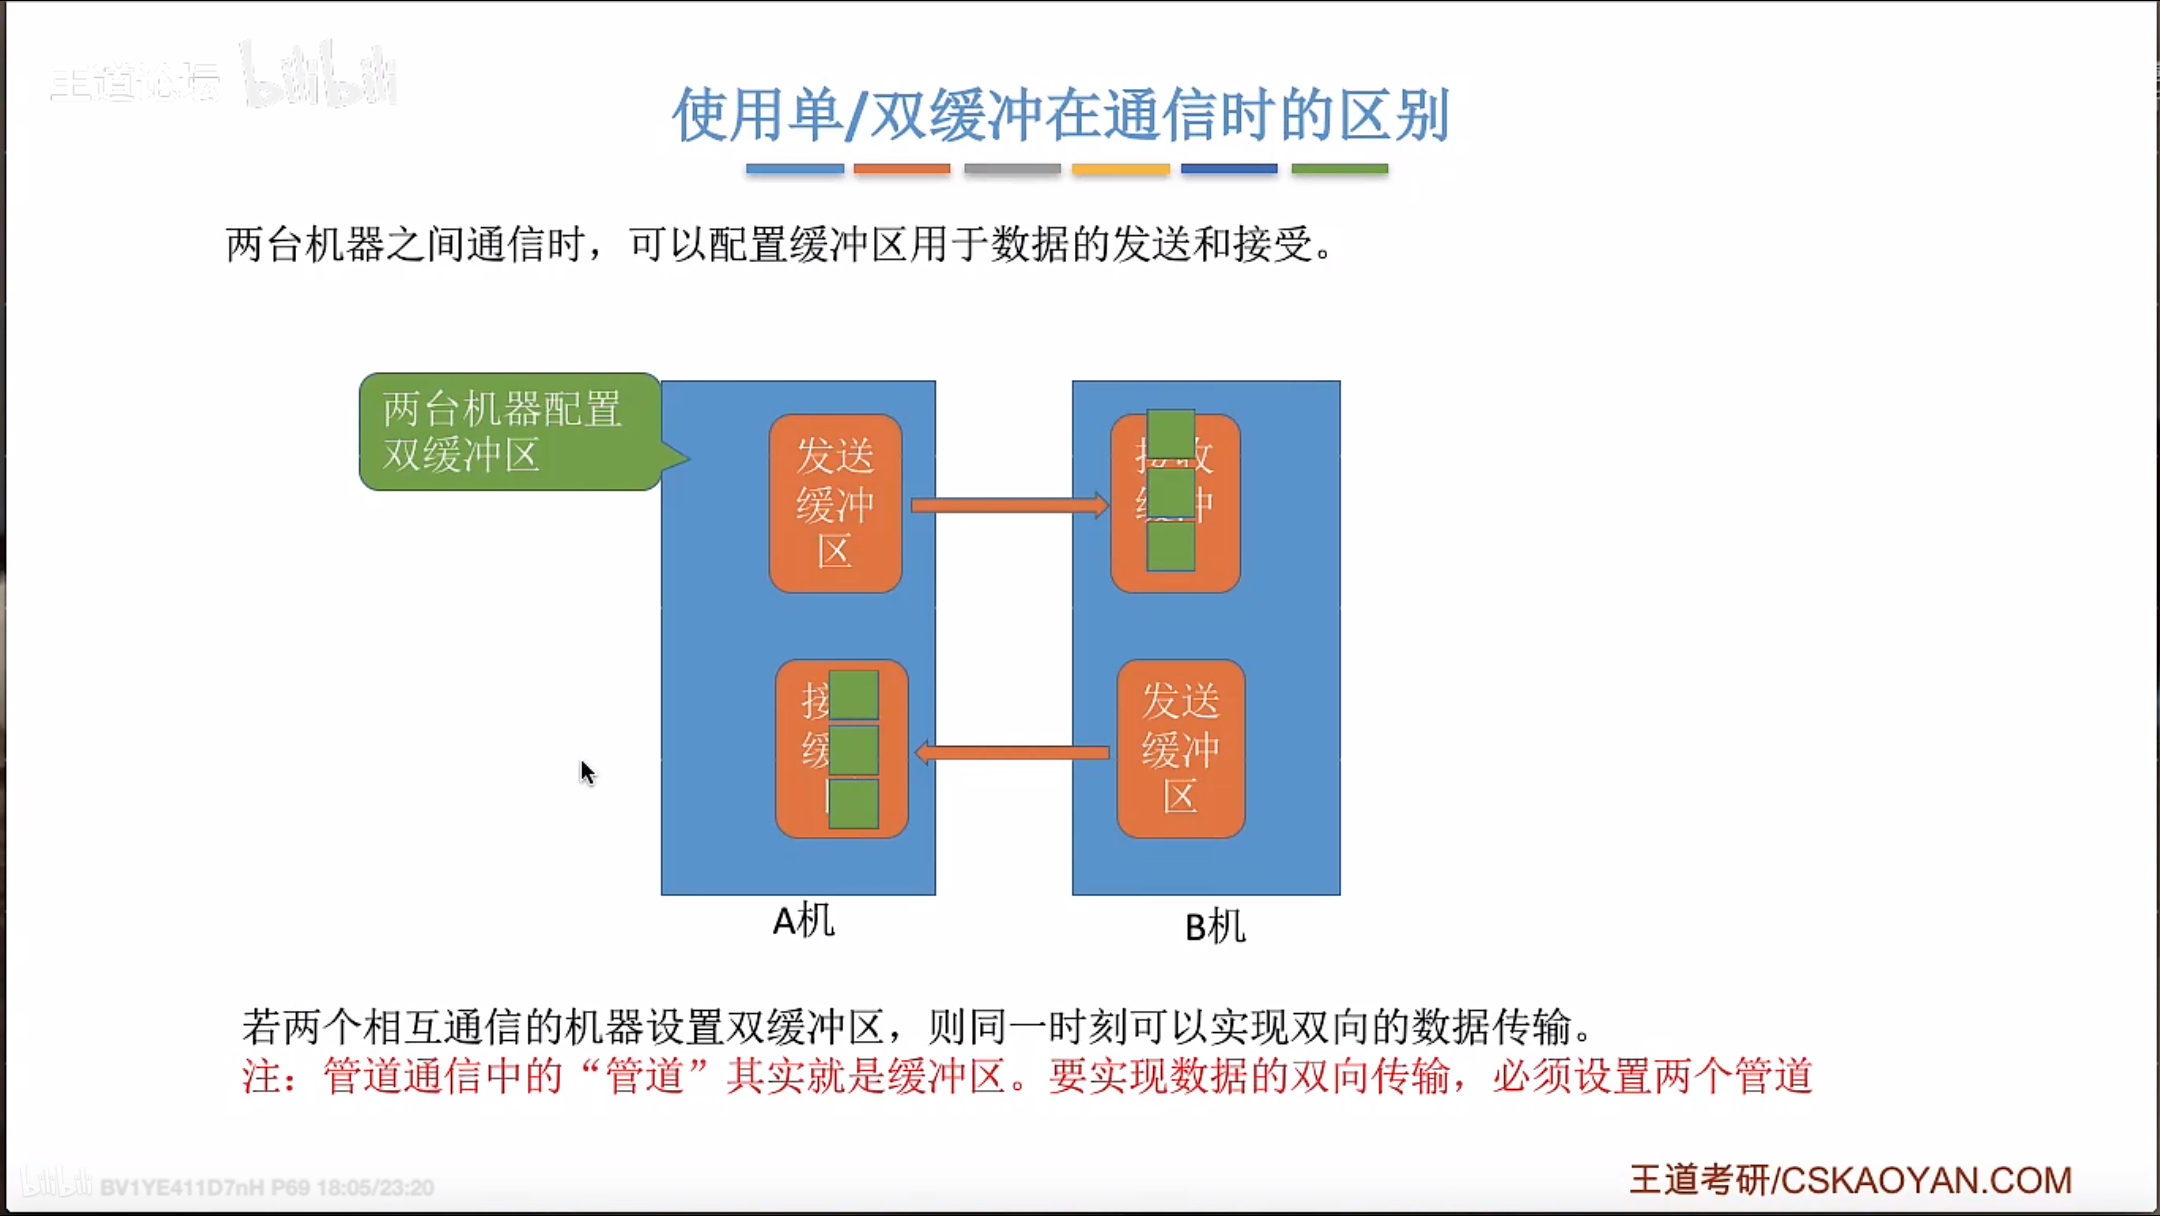 王道论坛 bilibili
使用单/双缓冲在通信时的区别
两台机器之间通信时，可以配置缓冲区用于数据的发送和接受。
两台机器配置
双缓冲区
发送
缓冲
区
接收
缓冲
接
缓
发送
缓冲
区
A机
B机
若两个相互通信的机器设置双缓冲区，则同一时刻可以实现双向的数据传输。
注：管道通信中的“管道”其实就是缓冲区。要实现数据的双向传输，必须设置两个管道
bilibili BV1YE411D7nH P69 18:05/23:20
王道考研/CSKAOYAN.COM